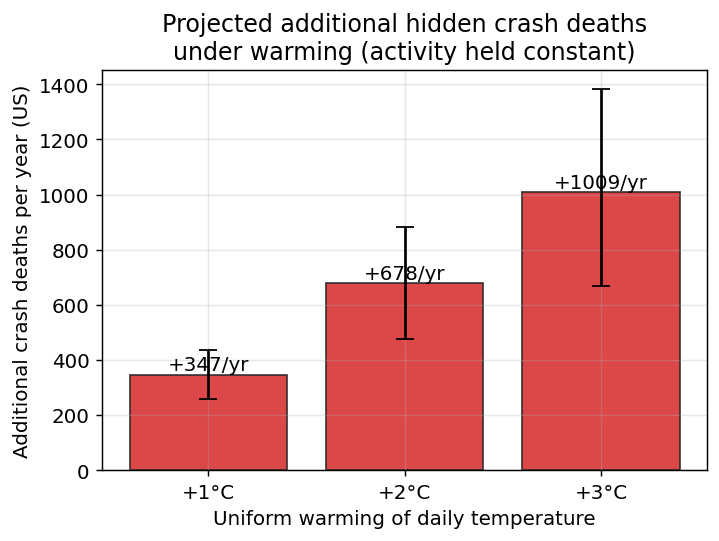 Projected additional hidden crash deaths
under warming (activity held constant)
Additional crash deaths per year (US)
1400
1200
1000
800
600
400
200
0
+347/yr
+678/yr
+1009/yr
+1°C
+2°C
+3°C
Uniform warming of daily temperature